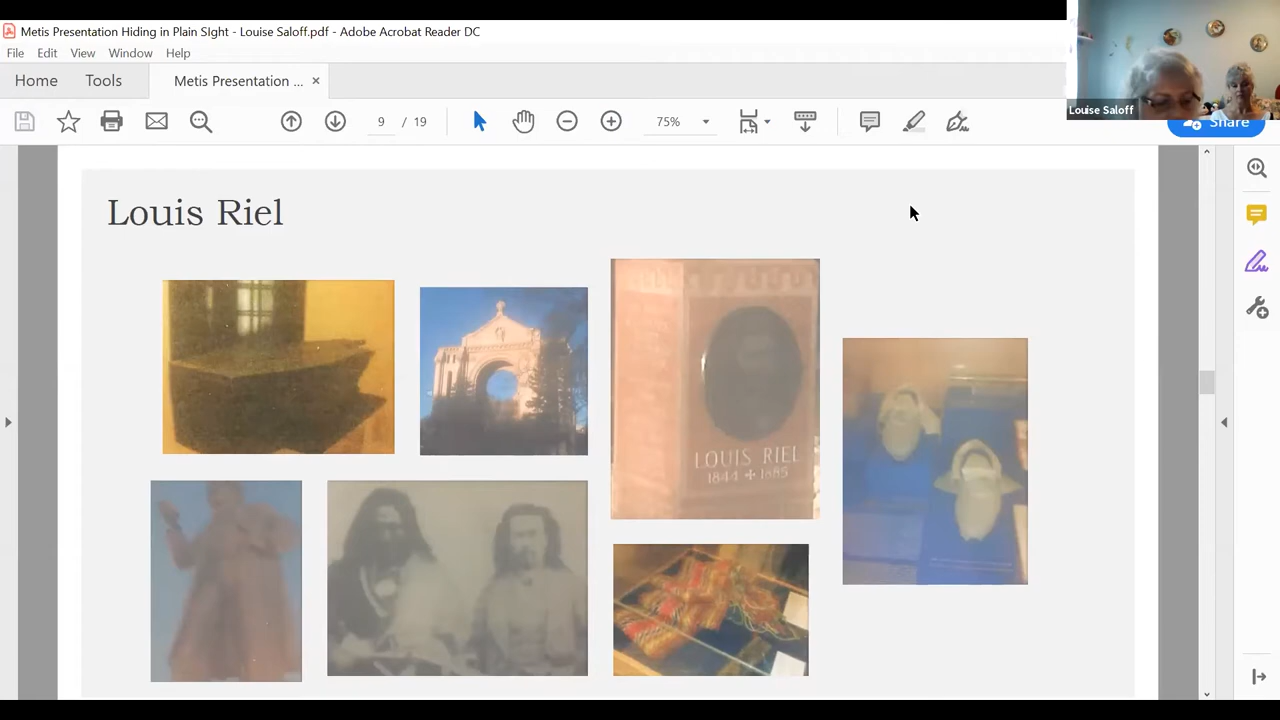 Metis Presentation Hiding in Plain SIght - Louise Saloff.pdf - Adobe Acrobat Reader DC
File Edit View Window Help
Home Tools Metis Presentation ... ×
/ 19 75% Share
Louise Saloff
Louis Riel
LOUIS RIEL
1844 ✝ 1885